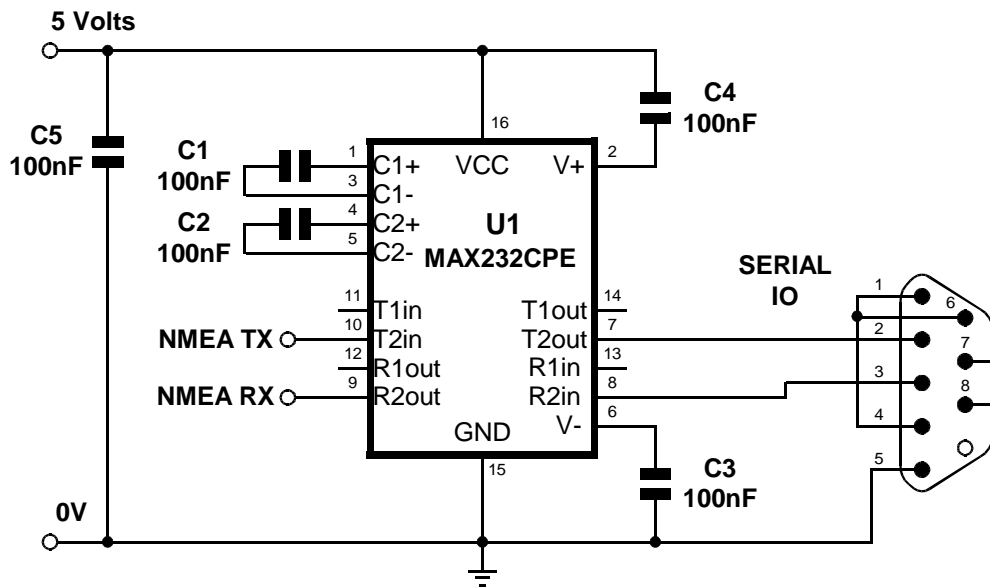 5 Volts
C5
100nF
C1
100nF
C2
100nF
C4
100nF
16
1
3
4
5
2
C1+
C1-
C2+
C2-
VCC
V+
U1
MAX232CPE
11
10
12
9
T1in
T2in
R1out
R2out
NMEA TX
NMEA RX
T1out
T2out
R1in
R2in
V-
14
7
13
8
6
GND
15
C3
100nF
SERIAL
IO
1
6
2
7
3
8
4
5
0V